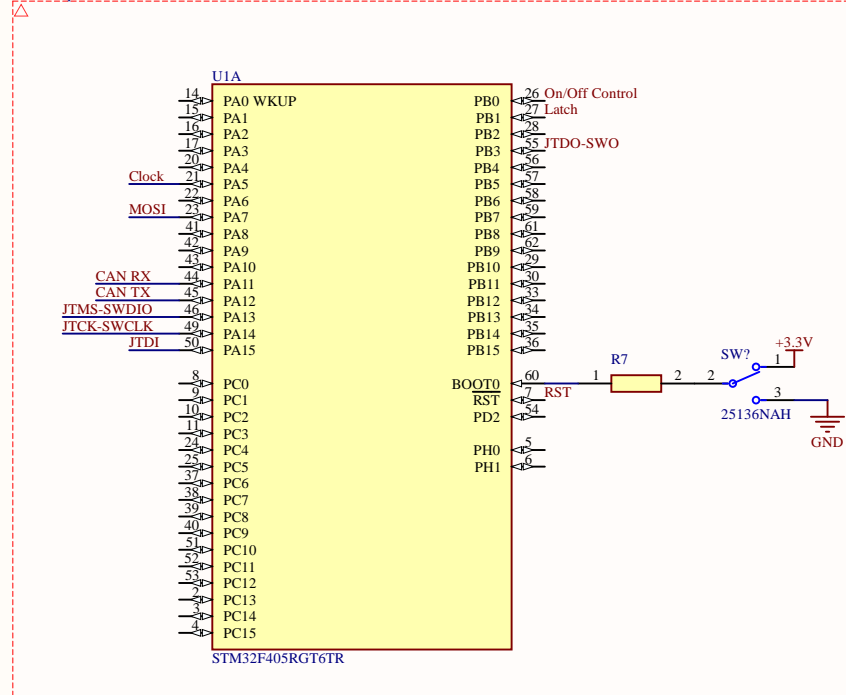 U1A
14 PA0 WKUP PB0 26 On/Off Control
15 PA1 PB1 27 Latch
16 PA2 PB2 28
17 PA3 PB3 55 JTDO-SWO
20 PA4 PB4 56
Clock 21 PA5 PB5 57
22 PA6 PB6 58
MOSI 23 PA7 PB7 59
41 PA8 PB8 61
42 PA9 PB9 62
43 PA10 PB10 29
CAN RX 44 PA11 PB11 30
CAN TX 45 PA12 PB12 33
JTMS-SWDIO 46 PA13 PB13 34
JTCK-SWCLK 49 PA14 PB14 35
JTDI 50 PA15 PB15 36
R7 SW? +3.3V
1
8 PC0 BOOT0 60 1 2 2
9 PC1 RST 7 RST 3
10 PC2 PD2 54 25136NAH
11 PC3
24 PC4 PH0 5 GND
25 PC5 PH1 6
37 PC6
38 PC7
39 PC8
40 PC9
51 PC10
52 PC11
53 PC12
2 PC13
3 PC14
4 PC15
STM32F405RGT6TR